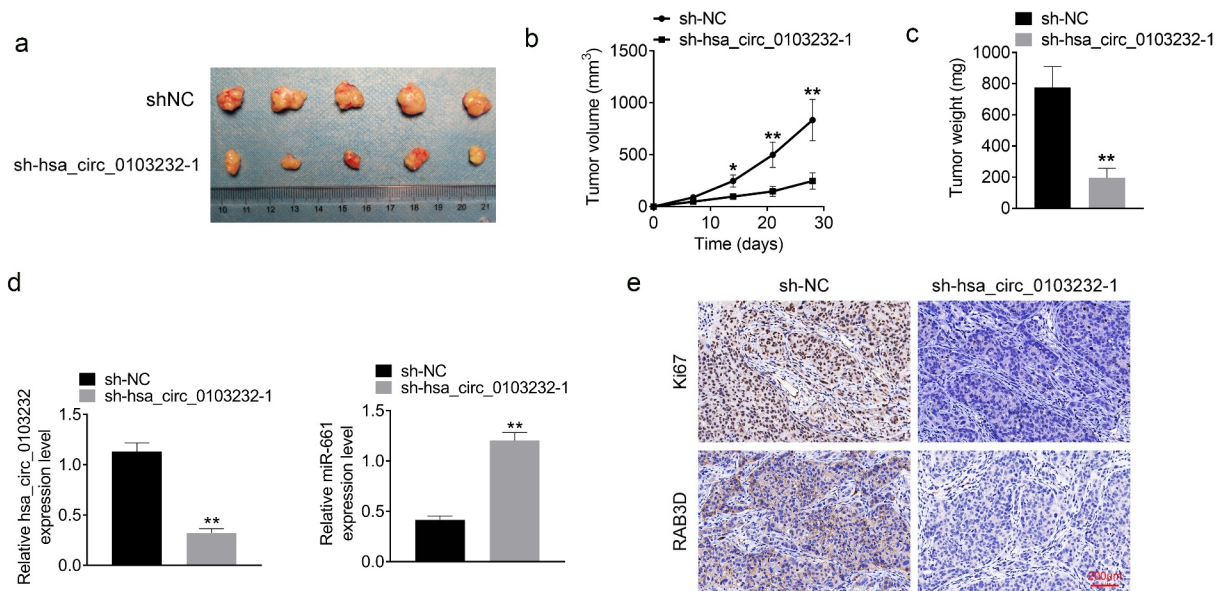 a
shNC
sh-hsa_circ_0103232-1
10 11 12 13 14 15 16 17 18 19 20 21
b
sh-NC
sh-hsa_circ_0103232-1
Tumor volume (mm3)
1500
1000
500
0
*
**
**
0 10 20 30
Time (days)
c
sh-NC
sh-hsa_circ_0103232-1
Tumor weight (mg)
1000
800
600
400
200
0
**
d
sh-NC
sh-hsa_circ_0103232-1
Relative hsa_circ_0103232
expression level
1.5
1.0
0.5
0.0
**
sh-NC
sh-hsa_circ_0103232-1
Relative miR-661
expression level
1.5
1.0
0.5
0.0
**
e
sh-NC sh-hsa_circ_0103232-1
Ki67
RAB3D
200μm